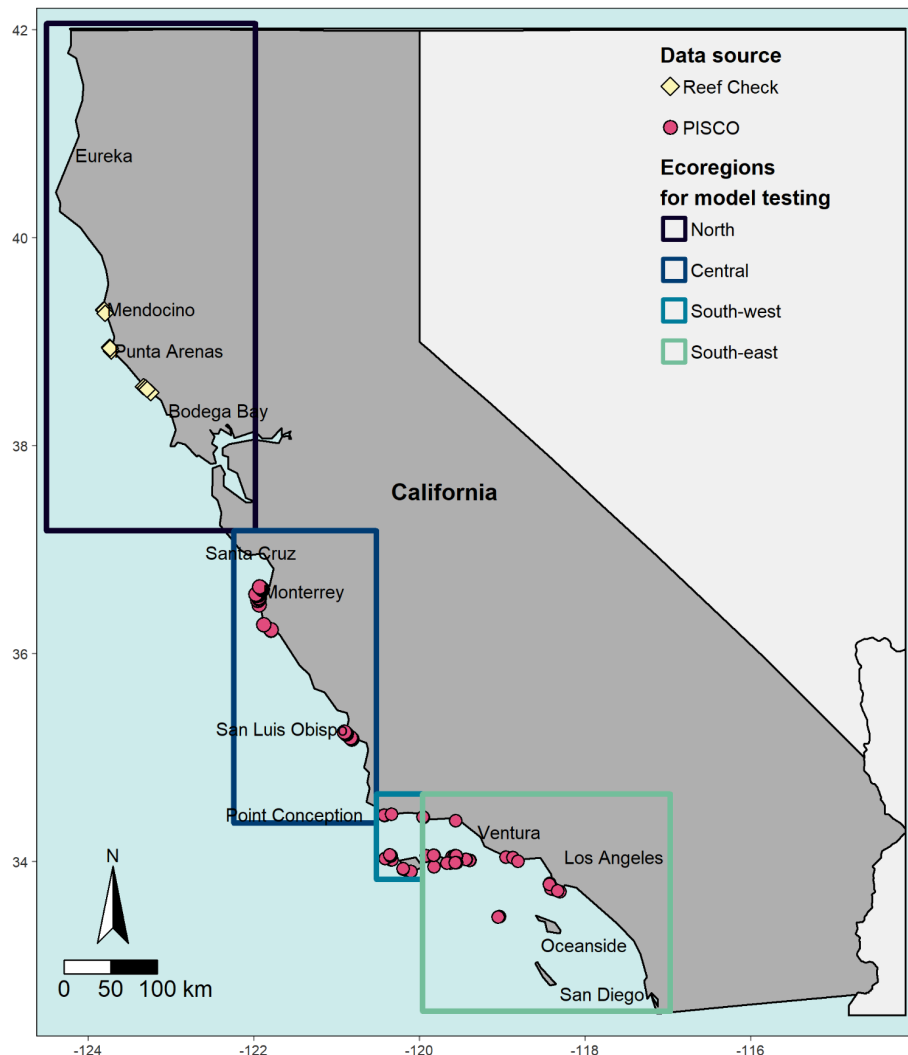 42
40
38
36
34
-124
-122
-120
-118
-116
Data source
Reef Check
PISCO
Ecoregions
for model testing
North
Central
South-west
South-east
Eureka
Mendocino
Punta Arenas
Bodega Bay
California
Santa Cruz
Monterrey
San Luis Obispo
Point Conception
Ventura
Los Angeles
Oceanside
San Diego
N
0 50 100 km